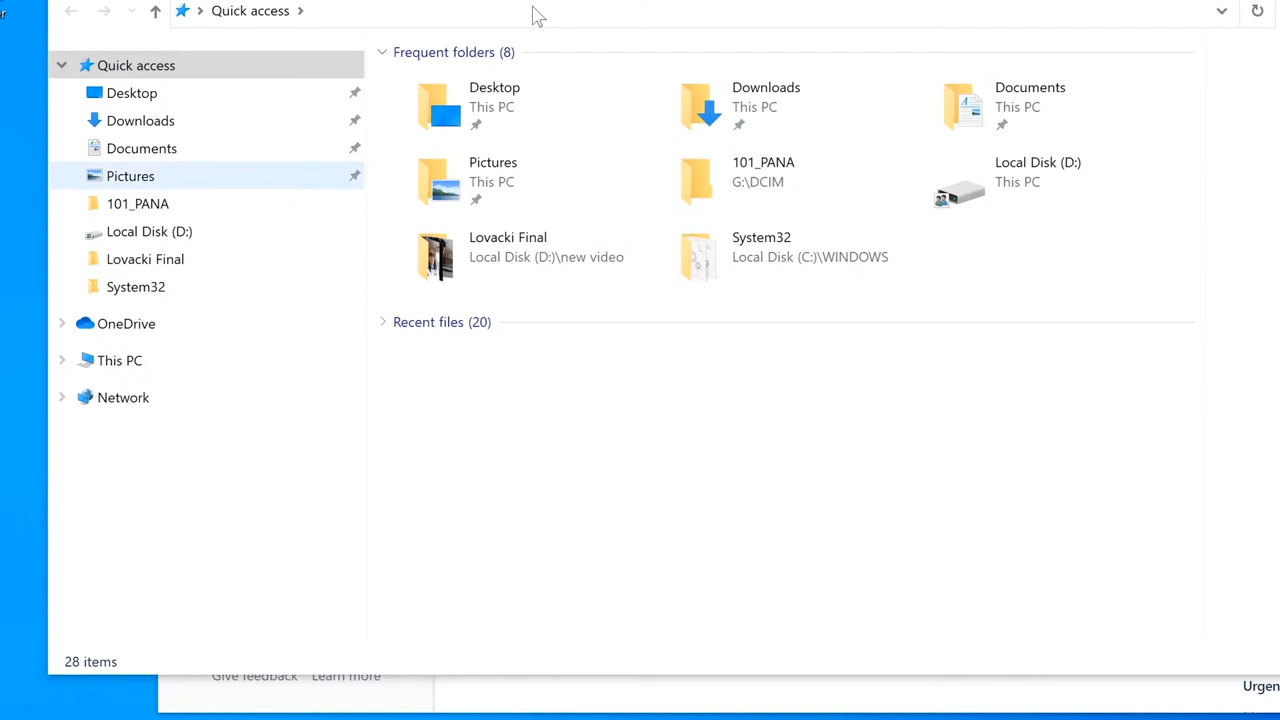 er
Quick access
Quick access
Desktop
Downloads
Documents
Pictures
101_PANA
Local Disk (D:)
Lovacki Final
System32
OneDrive
This PC
Network
Frequent folders (8)
Desktop
This PC
Downloads
This PC
Documents
This PC
Pictures
This PC
101_PANA
G:\DCIM
Local Disk (D:)
This PC
Lovacki Final
Local Disk (D:)\new video
System32
Local Disk (C:)\WINDOWS
Recent files (20)
28 items
Give feedback Learn more
Urgen